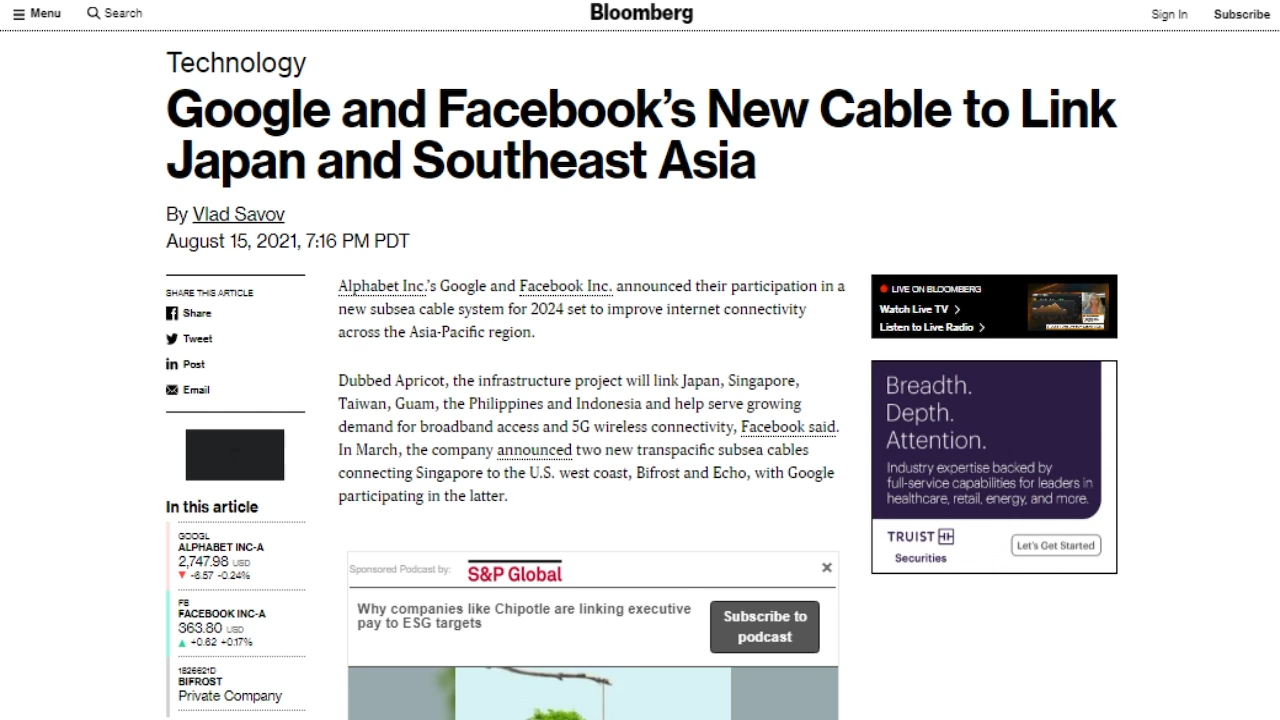 Menu
Search
Bloomberg
Sign In
Subscribe
Technology
Google and Facebook's New Cable to Link
Japan and Southeast Asia
By Vlad Savov
August 15, 2021, 7:16 PM PDT
SHARE THIS ARTICLE
Share
Tweet
Post
Email
In this article
GOOGL
ALPHABET INC-A
2,747.98 USD
▼ -6.57 -0.24%
FB
FACEBOOK INC-A
363.80 USD
▲ +0.62 +0.17%
1826621D
BIFROST
Private Company
Alphabet Inc.'s Google and Facebook Inc. announced their participation in a
new subsea cable system for 2024 set to improve internet connectivity
across the Asia-Pacific region.
Dubbed Apricot, the infrastructure project will link Japan, Singapore,
Taiwan, Guam, the Philippines and Indonesia and help serve growing
demand for broadband access and 5G wireless connectivity, Facebook said.
In March, the company announced two new transpacific subsea cables
connecting Singapore to the U.S. west coast, Bifrost and Echo, with Google
participating in the latter.
Sponsored Podcast by:
S&P Global
Why companies like Chipotle are linking executive
pay to ESG targets
Subscribe to
podcast
LIVE ON BLOOMBERG
Watch Live TV
Listen to Live Radio
Breadth.
Depth.
Attention.
Industry expertise backed by
full-service capabilities for leaders in
healthcare, retail, energy, and more.
TRUIST
Securities
Let's Get Started